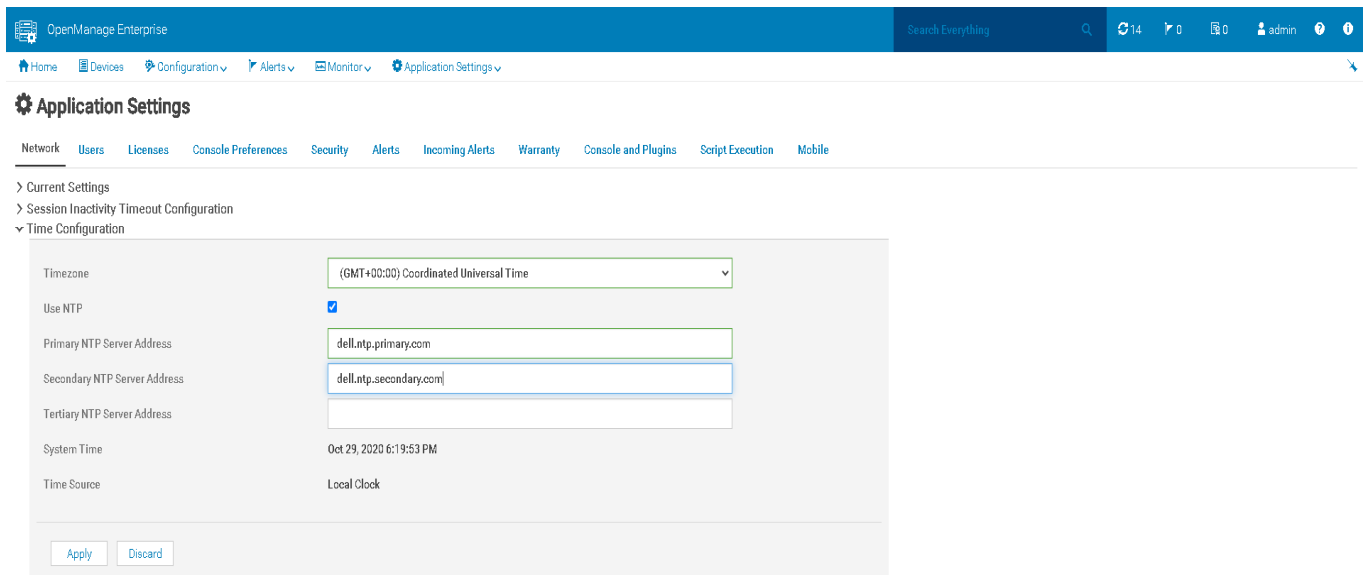 OpenManage Enterprise Search Everything 14 0 0 admin
Home Devices Configuration Alerts Monitor Application Settings
Application Settings
Network Users Licenses Console Preferences Security Alerts Incoming Alerts Warranty Console and Plugins Script Execution Mobile
Current Settings
Session Inactivity Timeout Configuration
Time Configuration
Timezone (GMT+00:00) Coordinated Universal Time
Use NTP
Primary NTP Server Address dell.ntp.primary.com
Secondary NTP Server Address dell.ntp.secondary.com
Tertiary NTP Server Address
System Time Oct 29, 2020 6:19:53 PM
Time Source Local Clock
Apply Discard